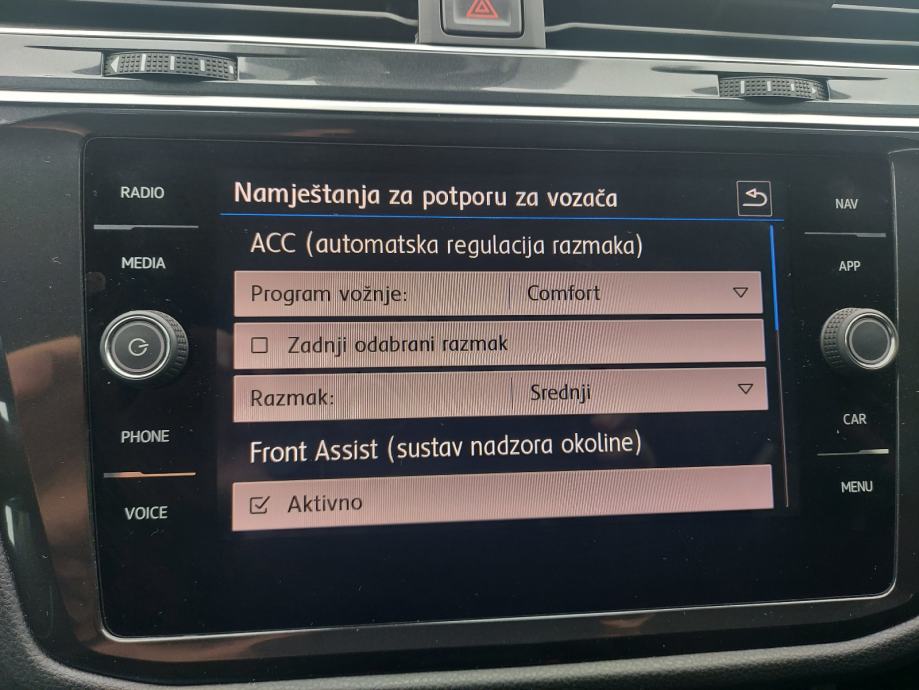 Namještanja za potporu za vozača
RADIO
NAV
ACC (automatska regulacija razmaka)
MEDIA
APP
Program vožnje: Comfort
Zadnji odabrani razmak
Razmak: Srednji
CAR
PHONE
Front Assist (sustav nadzora okoline)
MENU
Aktivno
VOICE